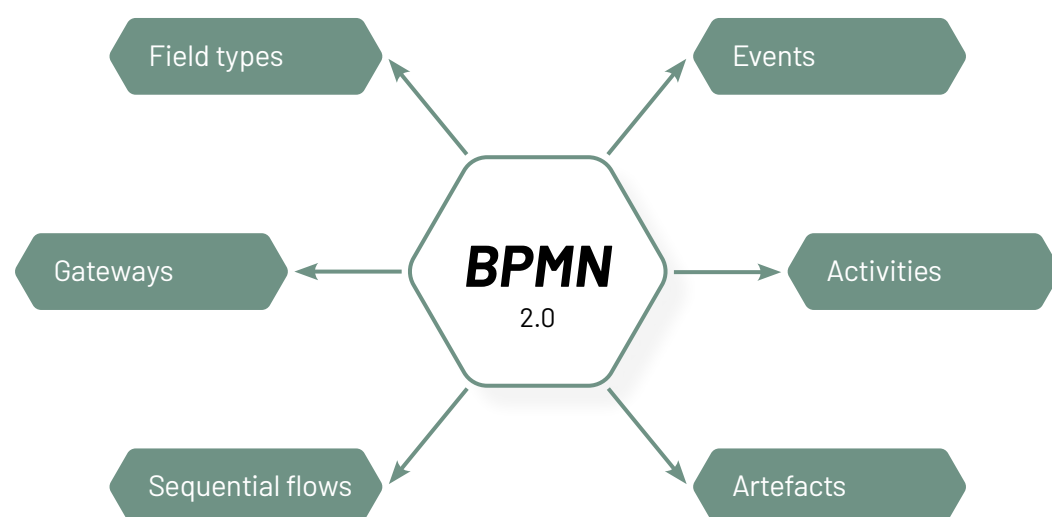 Field types
Events
BPMN
2.0
Gateways
Activities
Sequential flows
Artefacts